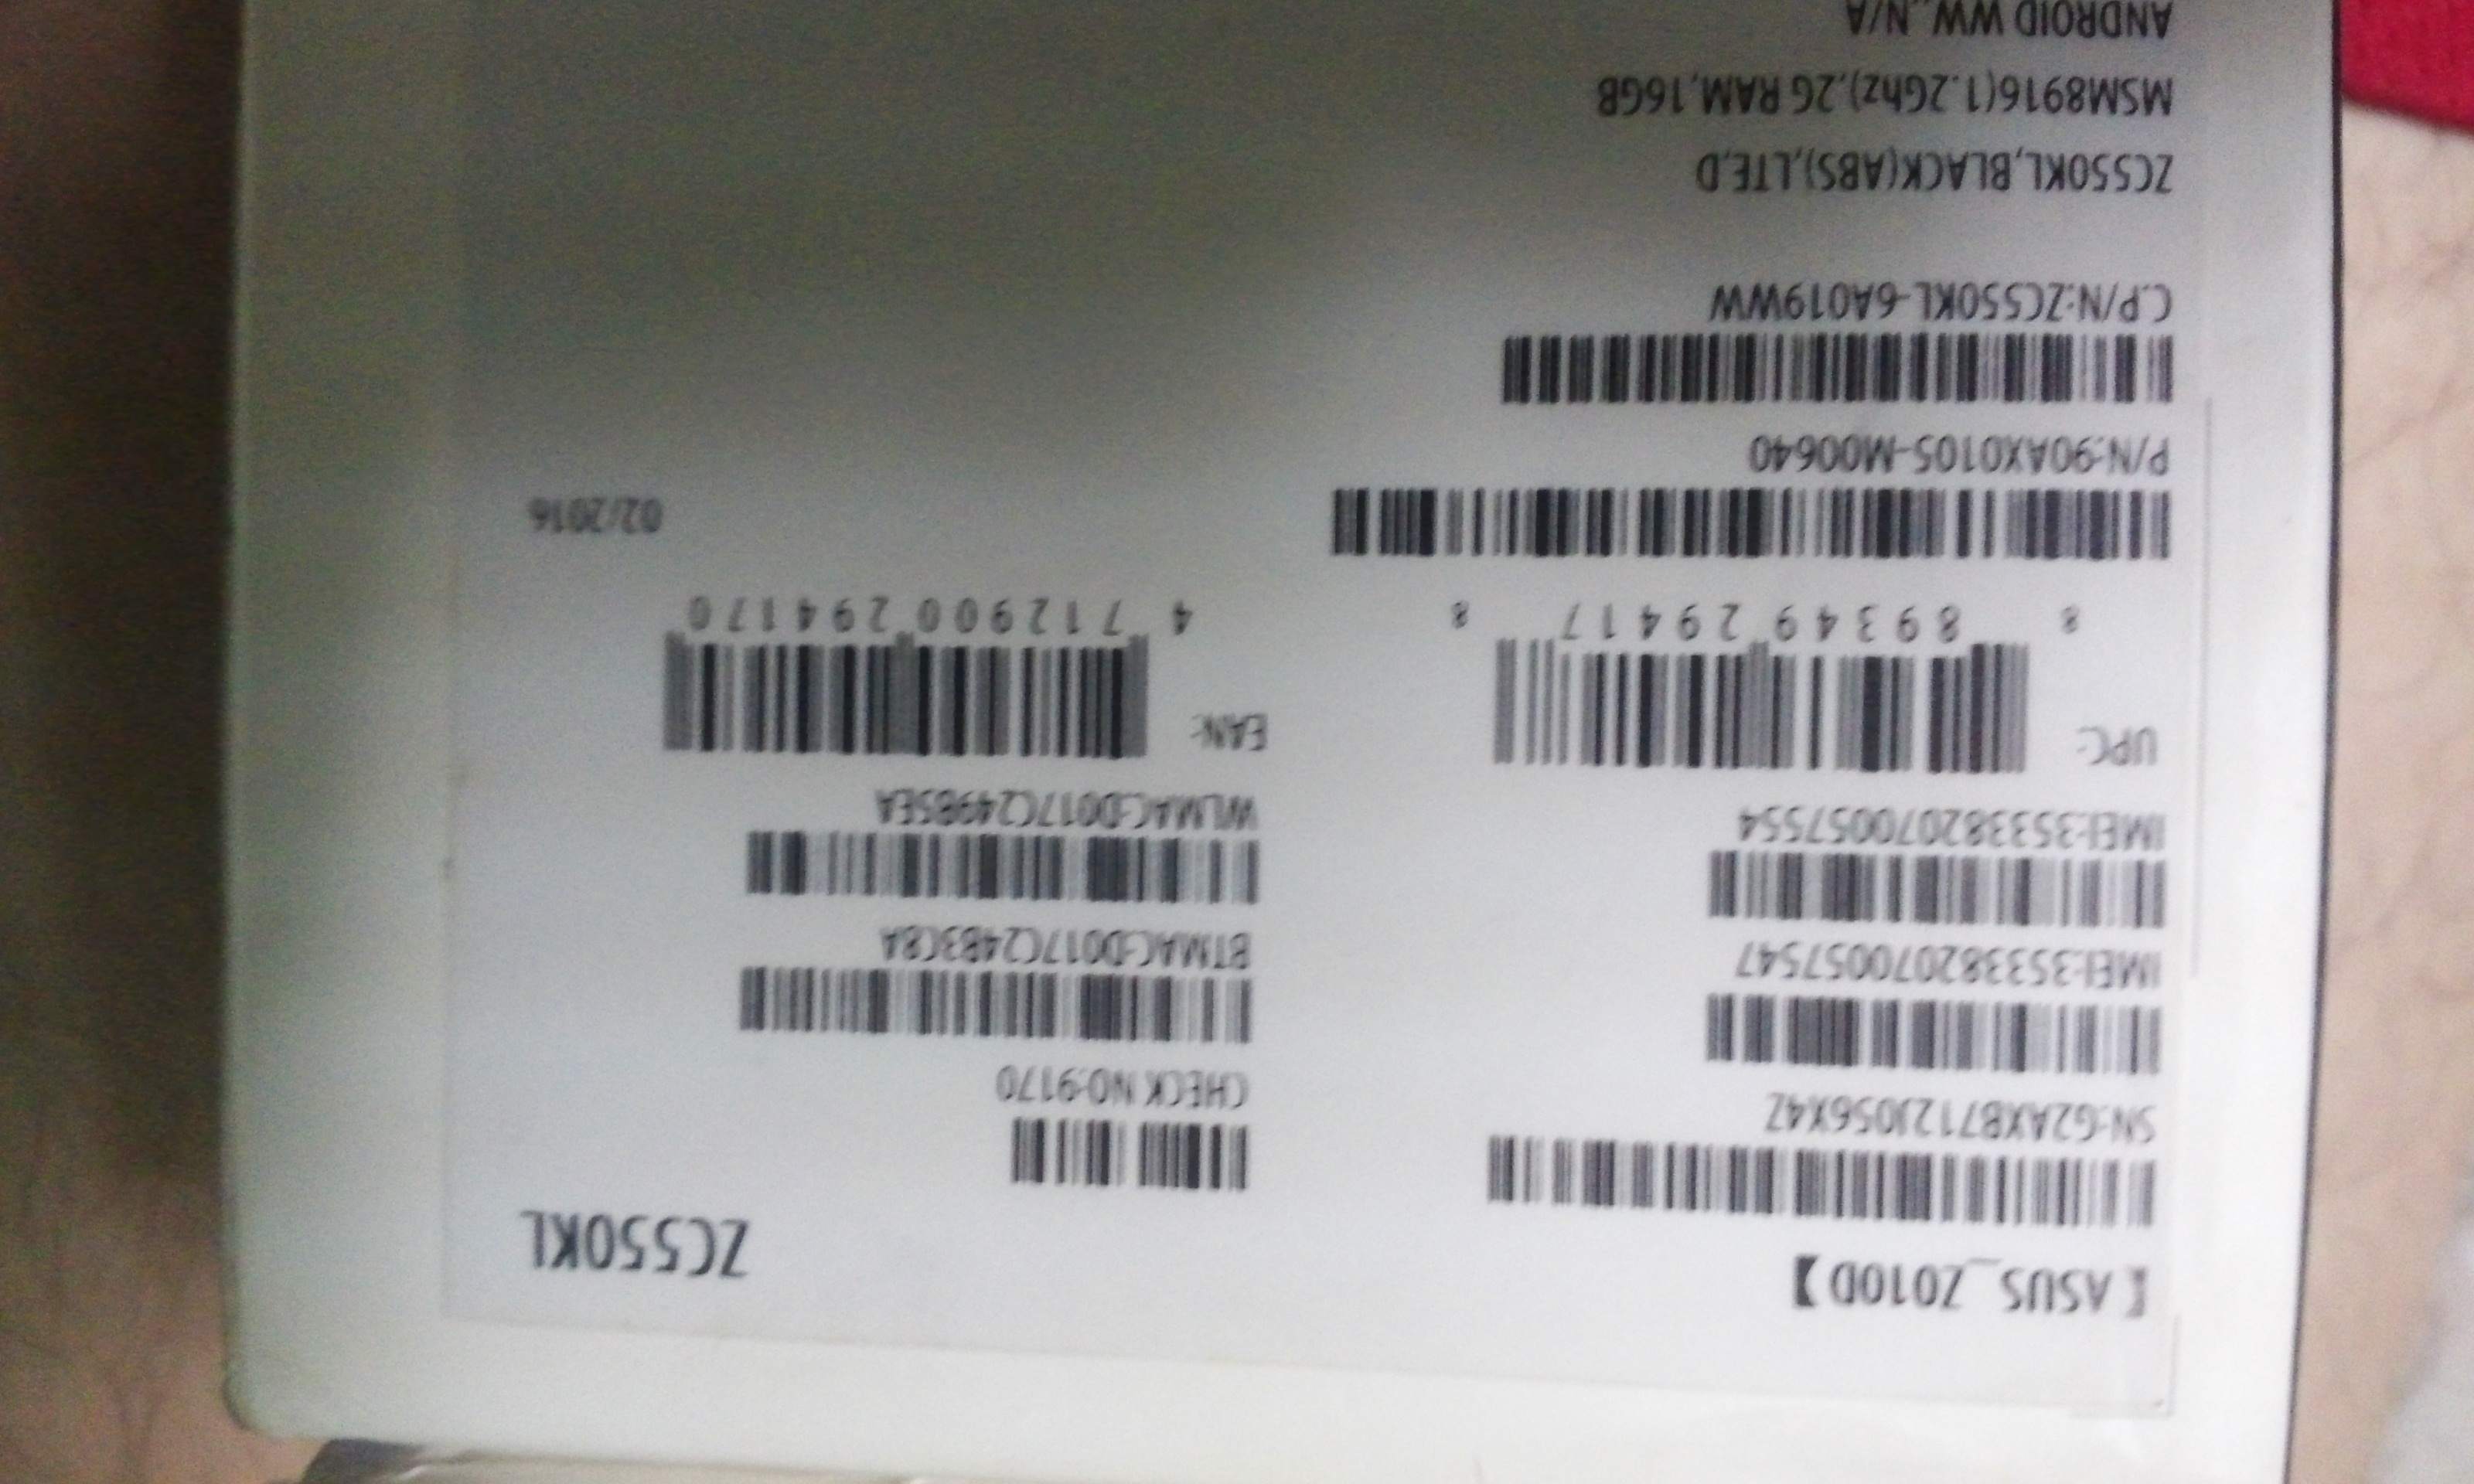 【ASUS_Z010D】
ZC550KL
SN:G2AXB712J056X4Z
CHECK NO:9170
IMEI:353382070057547
BTMAC:D017C24B3C8A
IMEI:353382070057554
WLMAC:D017C249B5EA
UPC:
8 89349 29417 8
EAN:
4 712900 294170
02/2016
P/N:90AX0105-M00640
C.P/N:ZC550KL-6A019WW
ZC550KL,BLACK(ABS),LTE,D
MSM8916(1.2Ghz),2G RAM,16GB
ANDROID WW_N/A